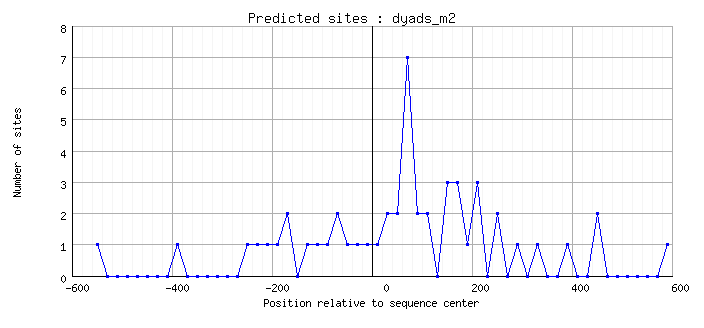 Predicted sites : dyads_m2
8
7
6
5
4
3
2
1
0
Number of sites
-600 -400 -200 0 200 400 600
Position relative to sequence center